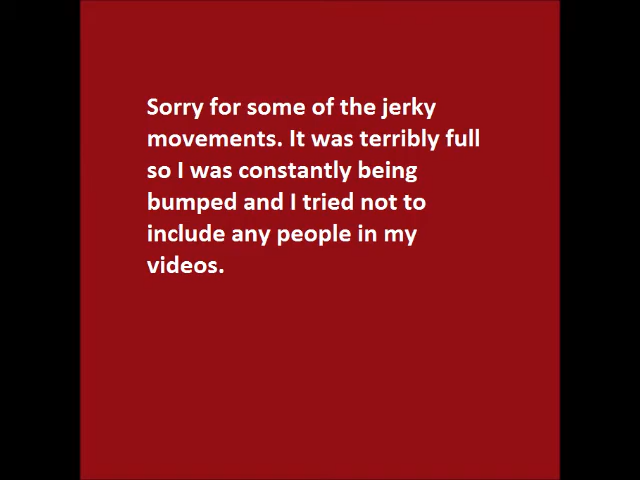 Sorry for some of the jerky
movements. It was terribly full
so I was constantly being
bumped and I tried not to
include any people in my
videos.